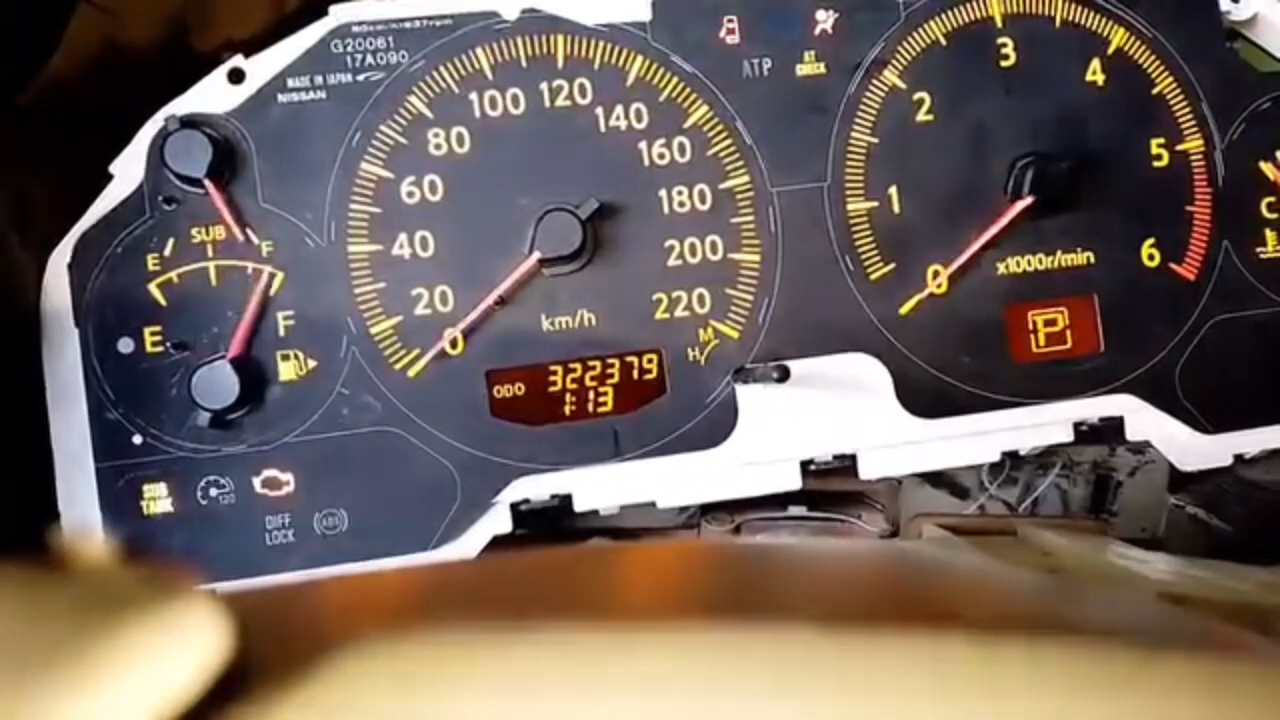 G20061
17A090
MADE IN JAPAN
NISSAN
SUB
E F
E F
0 20 40 60 80 100 120 140 160 180 200 220
km/h
H M
ODO 322379
1:13
ATP
AT
CHECK
0 1 2 3 4 5 6
x1000r/min
P
C
SUB
TANK
120
DIFF
LOCK
ABS